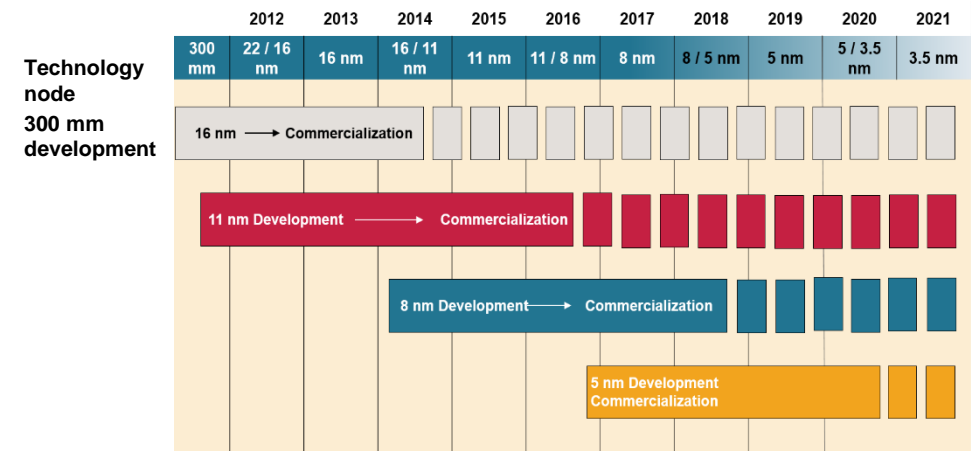 2012 2013 2014 2015 2016 2017 2018 2019 2020 2021
Technology
node
300
mm
22 / 16
nm
16 nm
16 / 11
nm
11 nm
11 / 8 nm
8 nm
8 / 5 nm
5 nm
5 / 3.5
nm
3.5 nm
300 mm
development
16 nm Commercialization
11 nm Development Commercialization
8 nm Development Commercialization
5 nm Development
Commercialization